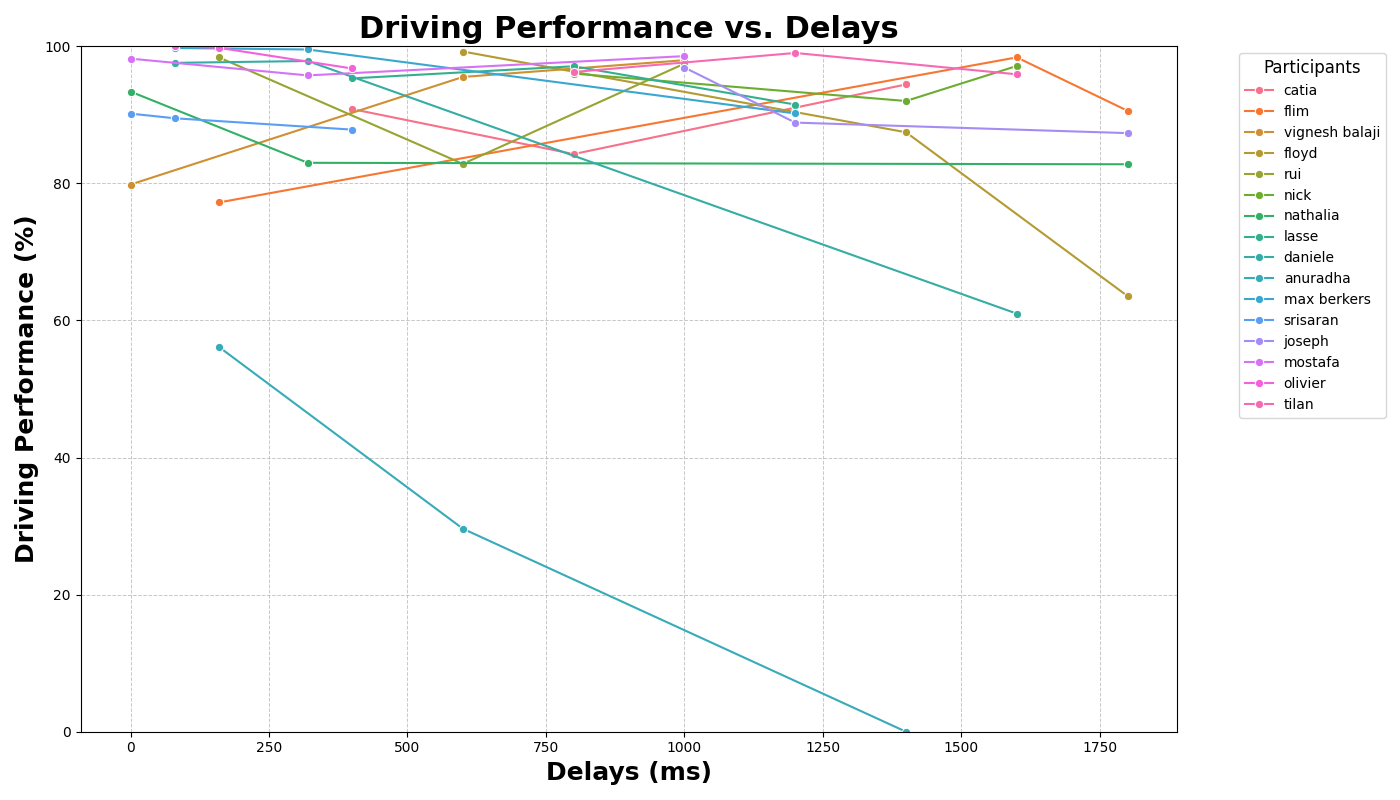 Driving Performance vs. Delays
Driving Performance (%)
100
80
60
40
20
0
0 250 500 750 1000 1250 1500 1750
Delays (ms)
Participants
catia
flim
vignesh balaji
floyd
rui
nick
nathalia
lasse
daniele
anuradha
max berkers
srisaran
joseph
mostafa
olivier
tilan